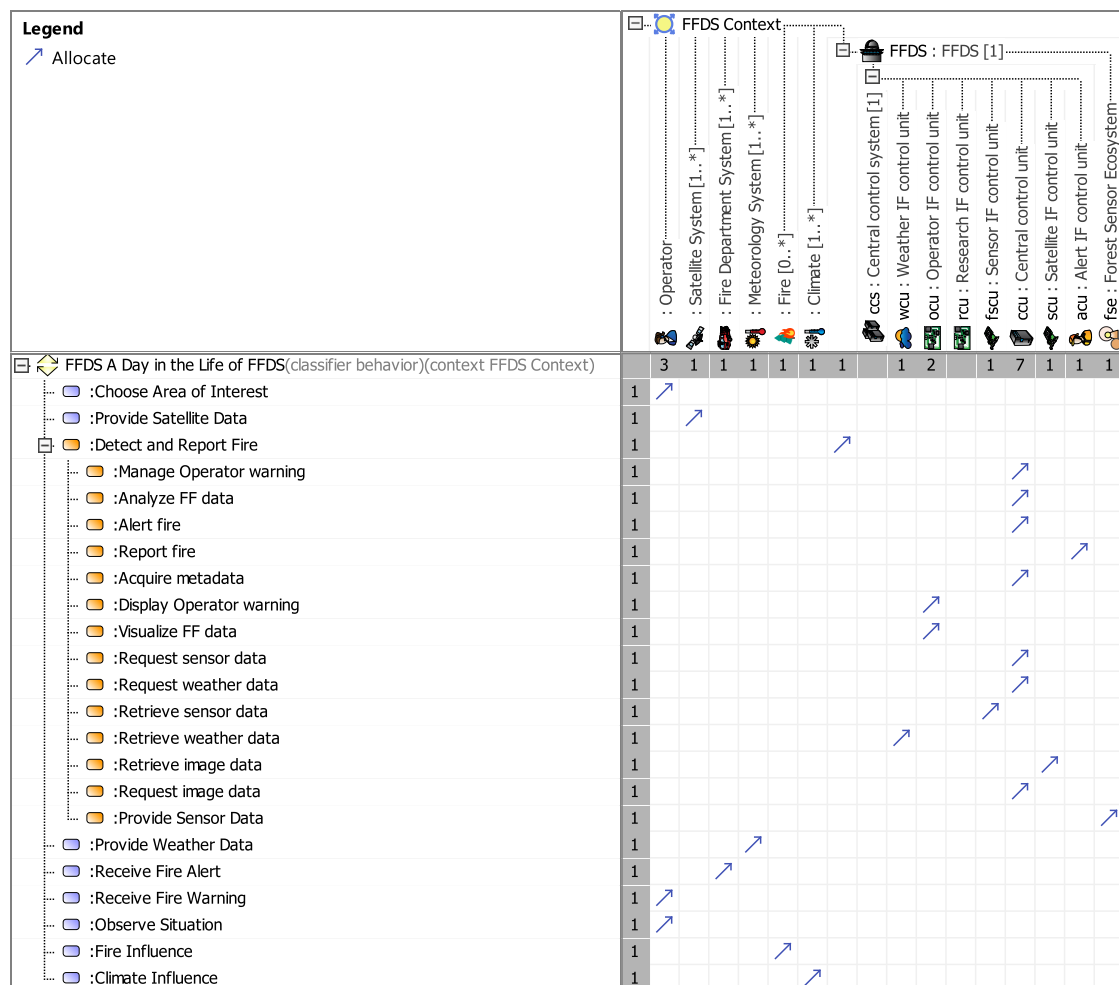 Legend
Allocate
FFDS Context
FFDS : FFDS [1]
: Operator
: Satellite System [1..*]
: Fire Department System [1..*]
: Meteorology System [1..*]
: Fire [0..*]
: Climate [1..*]
ccs : Central control system [1]
wcu : Weather IF control unit
ocu : Operator IF control unit
rcu : Research IF control unit
fscu : Sensor IF control unit
ccu : Central control unit
scu : Satellite IF control unit
acu : Alert IF control unit
fse : Forest Sensor Ecosystem
FFDS A Day in the Life of FFDS(classifier behavior)(context FFDS Context) 3 1 1 1 1 1 1 1 2 1 7 1 1 1
:Choose Area of Interest 1
:Provide Satellite Data 1
:Detect and Report Fire 1
:Manage Operator warning 1
:Analyze FF data 1
:Alert fire 1
:Report fire 1
:Acquire metadata 1
:Display Operator warning 1
:Visualize FF data 1
:Request sensor data 1
:Request weather data 1
:Retrieve sensor data 1
:Retrieve weather data 1
:Retrieve image data 1
:Request image data 1
:Provide Sensor Data 1
:Provide Weather Data 1
:Receive Fire Alert 1
:Receive Fire Warning 1
:Observe Situation 1
:Fire Influence 1
:Climate Influence 1